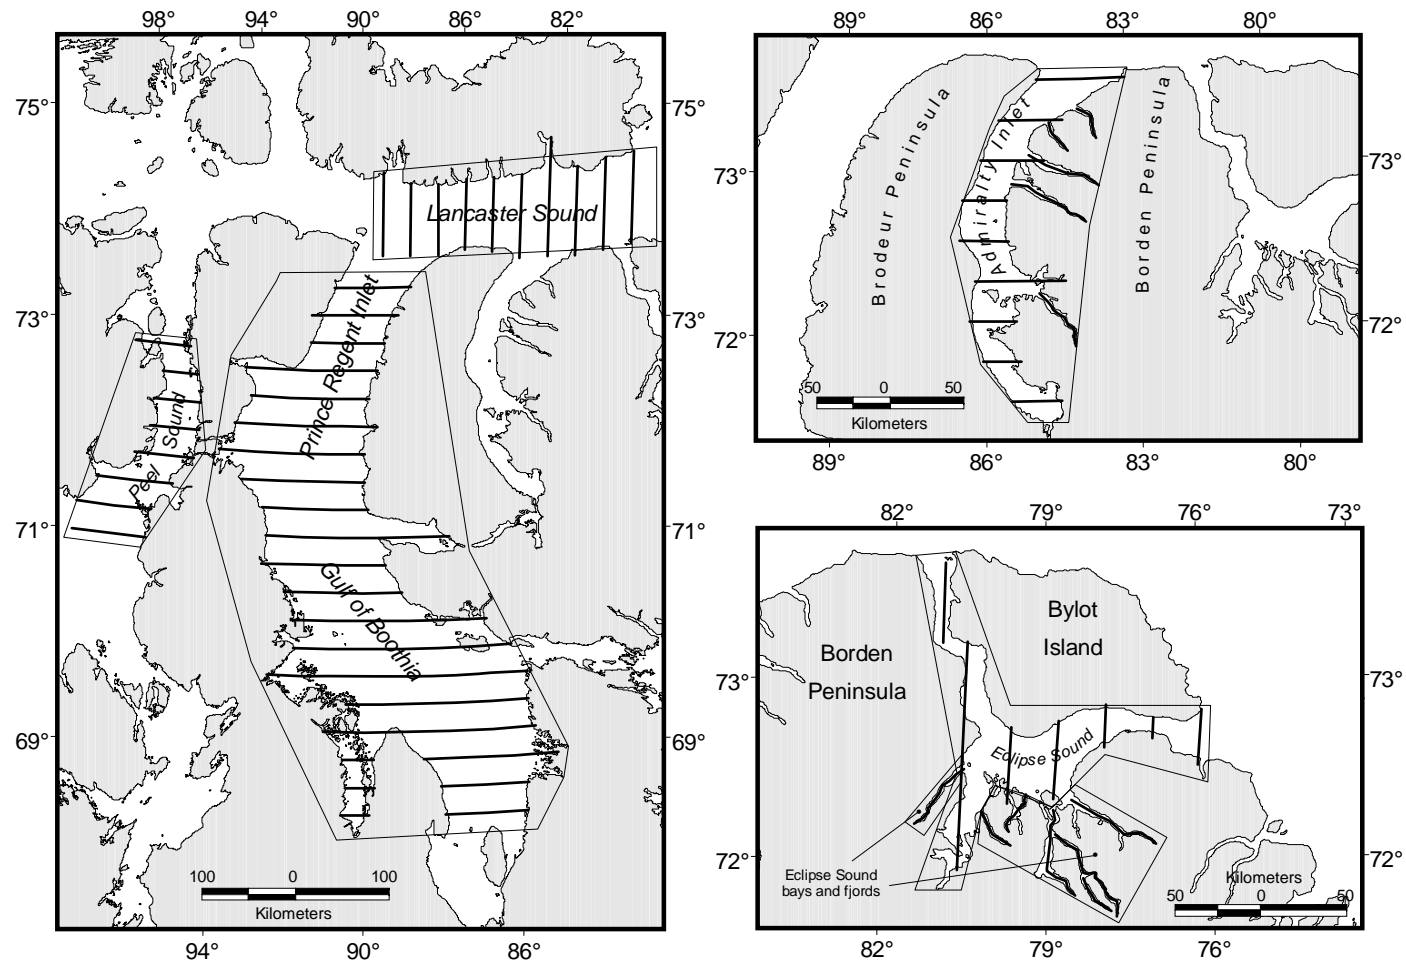 98° 94° 90° 86° 82°
75° 75°
Lancaster Sound
73° 73°
Prince Regent Inlet
Peel Sound
71° 71°
Gulf of Boothia
69° 69°
100 0 100
Kilometers
94° 90° 86°
89° 86° 83° 80°
Brodeur Peninsula
Admiralty Inlet
Borden Peninsula
73° 73°
72° 72°
50 0 50
Kilometers
89° 86° 83° 80°
82° 79° 76° 73°
Bylot
Island
Borden
Peninsula
73° 73°
Eclipse Sound
72° 72°
Eclipse Sound
bays and fjords
Kilometers
50 0 50
82° 79° 76°